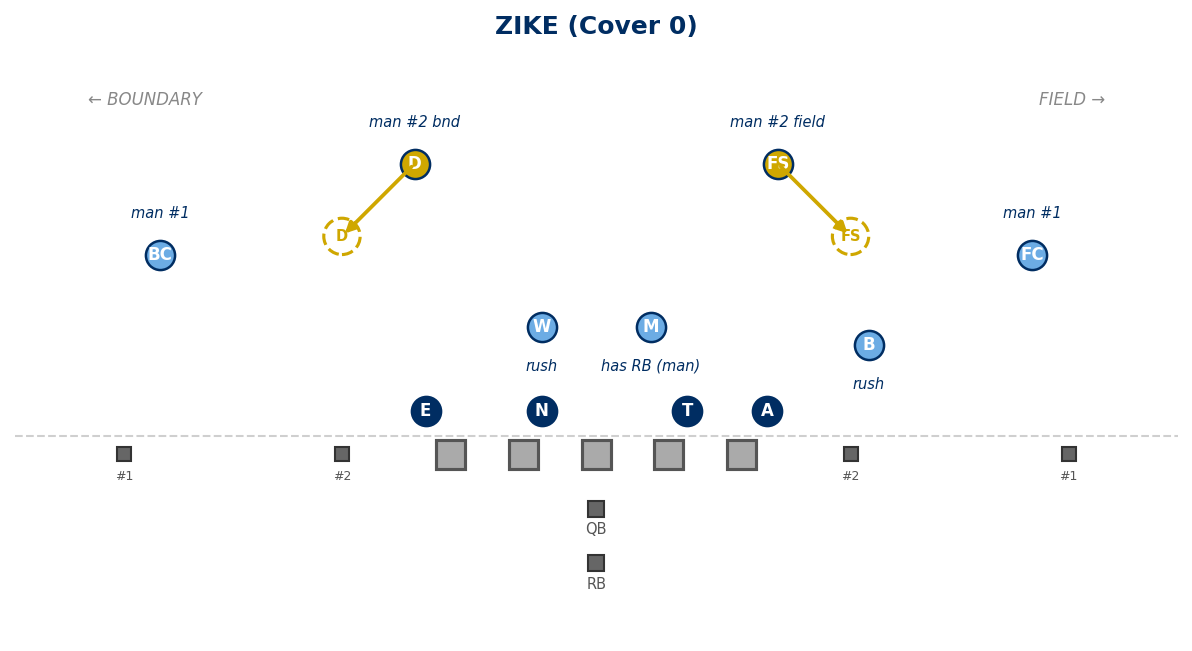 ZIKE (Cover 0)
← BOUNDARY
FIELD →
man #2 bnd
man #2 field
D
FS
man #1
man #1
D
FS
BC
FC
W
M
B
rush
has RB (man)
rush
E
N
T
A
#1
#2
#2
#1
QB
RB